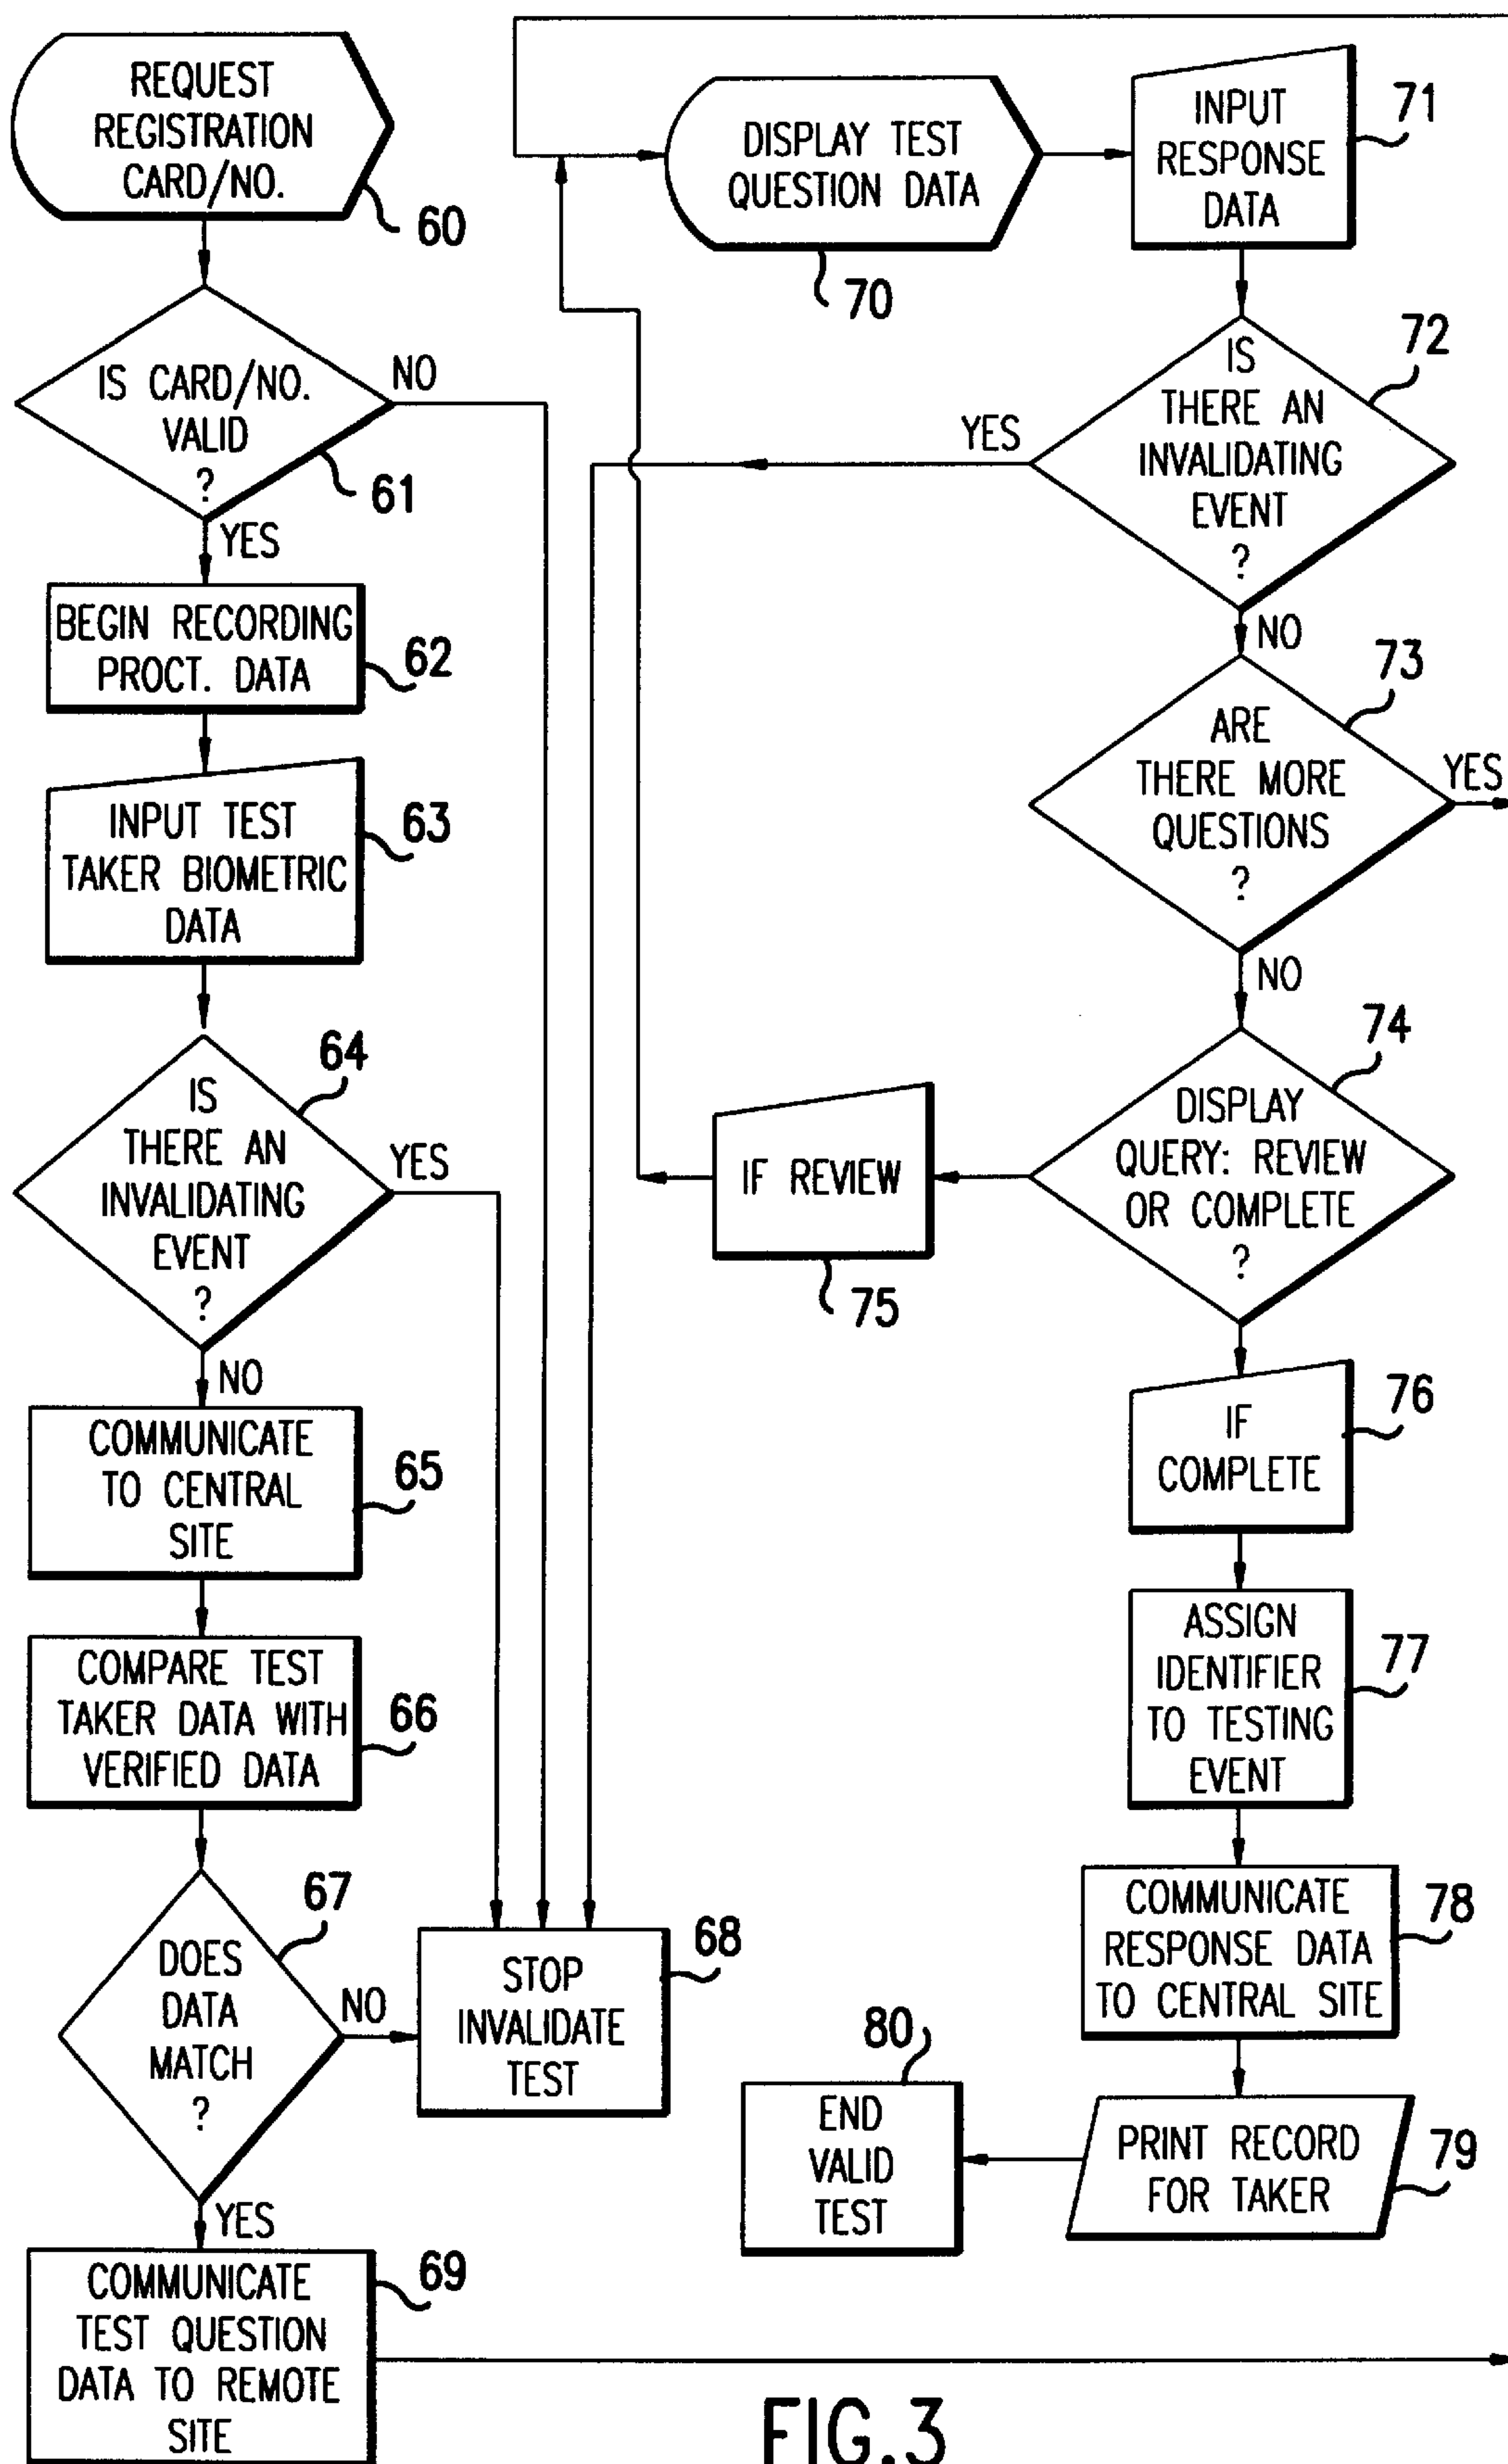 REQUEST
REGISTRATION
CARD/NO.
60
IS CARD/NO.
VALID
?
NO
61
YES
BEGIN RECORDING
PROCT. DATA
62
INPUT TEST
TAKER BIOMETRIC
DATA
63
IS
THERE AN
INVALIDATING
EVENT
?
64
YES
NO
COMMUNICATE
TO CENTRAL
SITE
65
COMPARE TEST
TAKER DATA WITH
VERIFIED DATA
66
DOES
DATA
MATCH
?
67
NO
STOP
INVALIDATE
TEST
68
YES
COMMUNICATE
TEST QUESTION
DATA TO REMOTE
SITE
69
DISPLAY TEST
QUESTION DATA
70
INPUT
RESPONSE
DATA
71
IS
THERE AN
INVALIDATING
EVENT
?
72
YES
NO
ARE
THERE MORE
QUESTIONS
?
73
YES
NO
DISPLAY
QUERY: REVIEW
OR COMPLETE
?
74
IF REVIEW
75
IF
COMPLETE
76
ASSIGN
IDENTIFIER
TO TESTING
EVENT
77
COMMUNICATE
RESPONSE DATA
TO CENTRAL SITE
78
PRINT RECORD
FOR TAKER
79
END
VALID
TEST
80
FIG.3